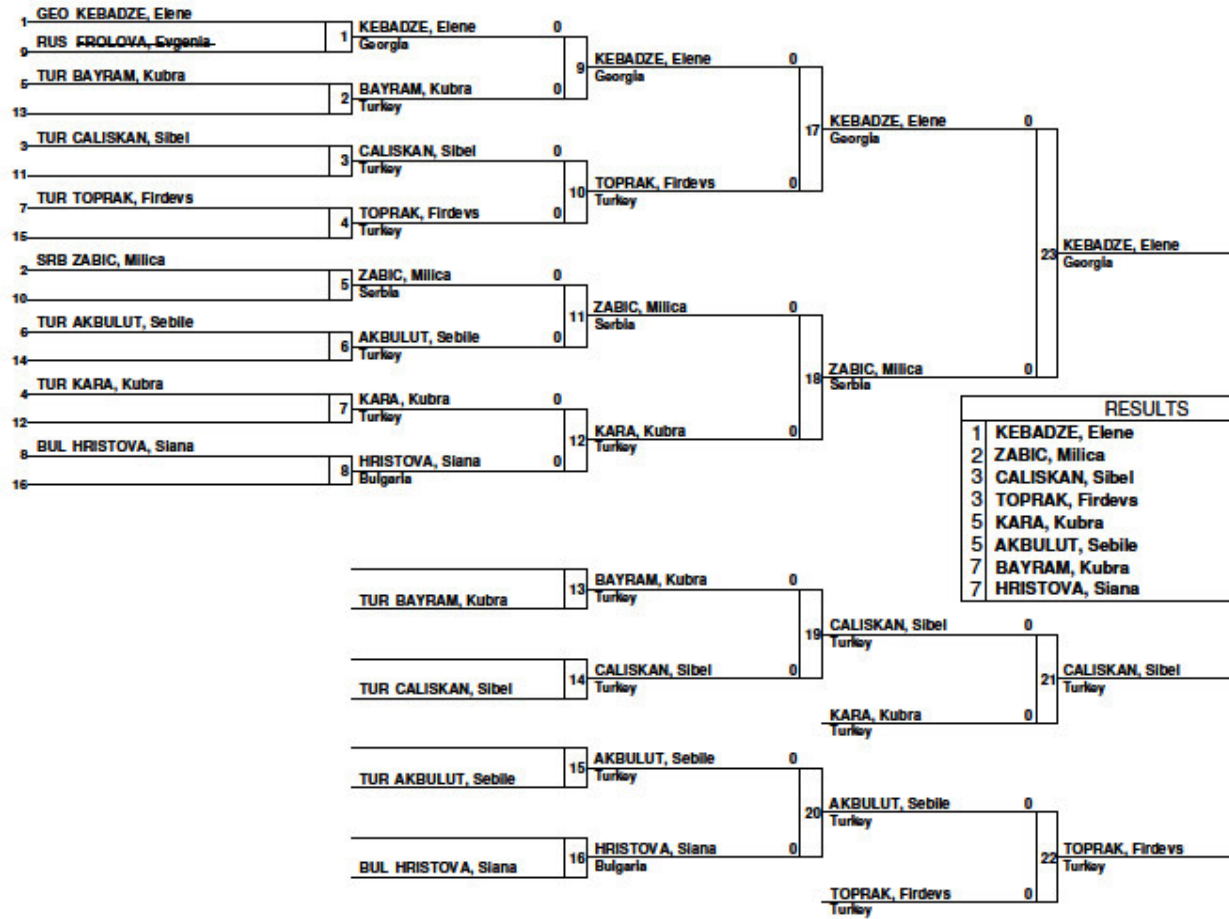 1 GEO KEBADZE, Elene
9 RUS FROLOVA, Evgenia
1 KEBADZE, Elene 0
Georgia
5 TUR BAYRAM, Kubra
13
2 BAYRAM, Kubra 0
Turkey
9 KEBADZE, Elene 0
Georgia
3 TUR CALISKAN, Sibel
11
3 CALISKAN, Sibel 0
Turkey
7 TUR TOPRAK, Firdevs
15
4 TOPRAK, Firdevs 0
Turkey
10 TOPRAK, Firdevs 0
Turkey
17 KEBADZE, Elene 0
Georgia
2 SRB ZABIC, Milica
10
5 ZABIC, Milica 0
Serbia
6 TUR AKBULUT, Sebile
14
6 AKBULUT, Sebile 0
Turkey
11 ZABIC, Milica 0
Serbia
4 TUR KARA, Kubra
12
7 KARA, Kubra 0
Turkey
8 BUL HRISTOVA, Siana
16
8 HRISTOVA, Siana 0
Bulgaria
12 KARA, Kubra 0
Turkey
18 ZABIC, Milica 0
Serbia
23 KEBADZE, Elene
Georgia
RESULTS
1 KEBADZE, Elene
2 ZABIC, Milica
3 CALISKAN, Sibel
3 TOPRAK, Firdevs
5 KARA, Kubra
5 AKBULUT, Sebile
7 BAYRAM, Kubra
7 HRISTOVA, Siana
TUR BAYRAM, Kubra
13 BAYRAM, Kubra 0
Turkey
TUR CALISKAN, Sibel
14 CALISKAN, Sibel 0
Turkey
19 CALISKAN, Sibel 0
Turkey
KARA, Kubra 0
Turkey
21 CALISKAN, Sibel
Turkey
TUR AKBULUT, Sebile
15 AKBULUT, Sebile 0
Turkey
BUL HRISTOVA, Siana
16 HRISTOVA, Siana 0
Bulgaria
20 AKBULUT, Sebile 0
Turkey
TOPRAK, Firdevs 0
Turkey
22 TOPRAK, Firdevs
Turkey